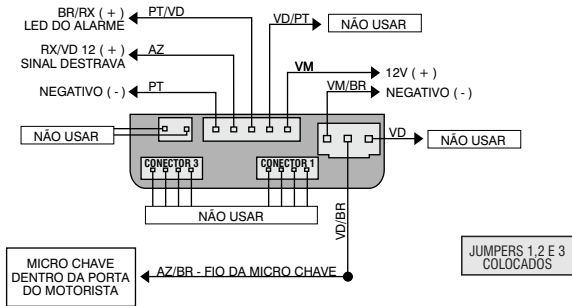 BR/RX (+)
LED DO ALARME
PT/VD
VD/PT
NÃO USAR
RX/VD 12 (+)
SINAL DESTRAVA
AZ
VM
12V (+)
NEGATIVO (-)
PT
VM/BR
NEGATIVO (-)
NÃO USAR
VD
NÃO USAR
CONECTOR 3
CONECTOR 1
NÃO USAR
VD/BR
MICRO CHAVE
DENTRO DA PORTA
DO MOTORISTA
AZ/BR - FIO DA MICRO CHAVE
JUMPERS 1,2 E 3
COLOCADOS